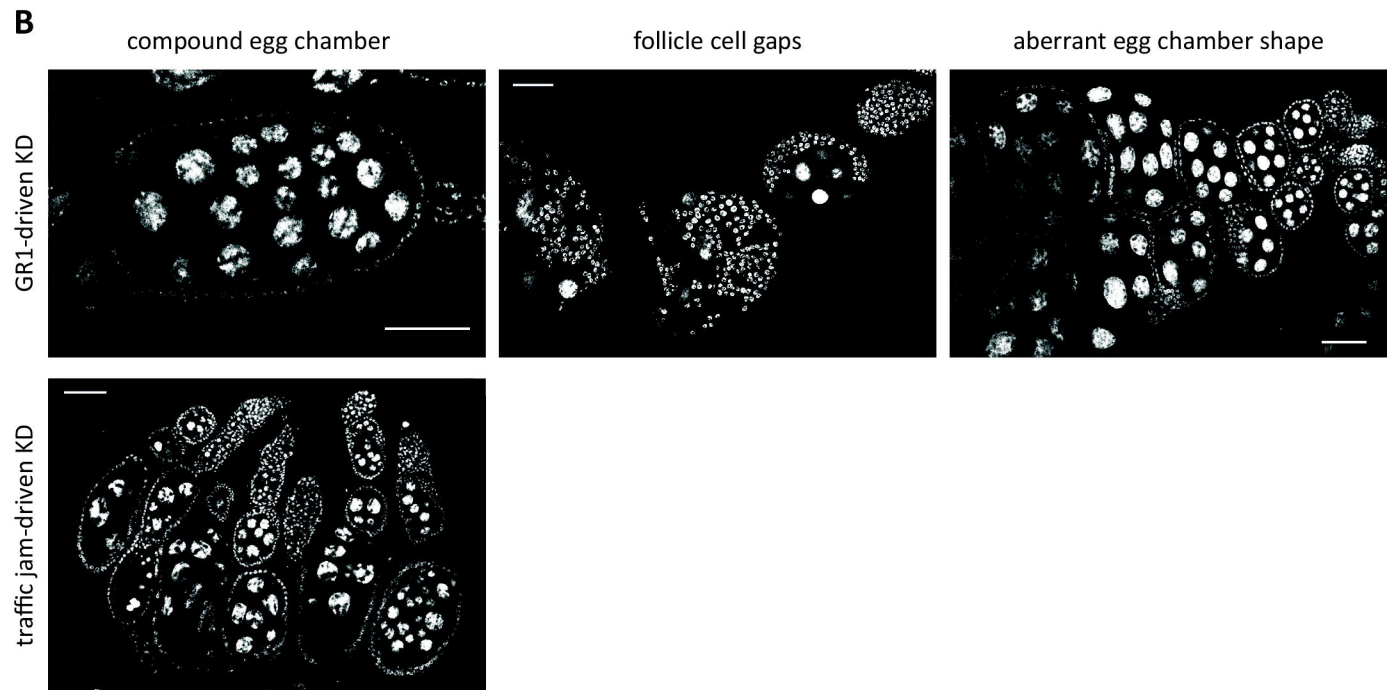 B
compound egg chamber
follicle cell gaps
aberrant egg chamber shape
GR1-driven KD
traffic jam-driven KD